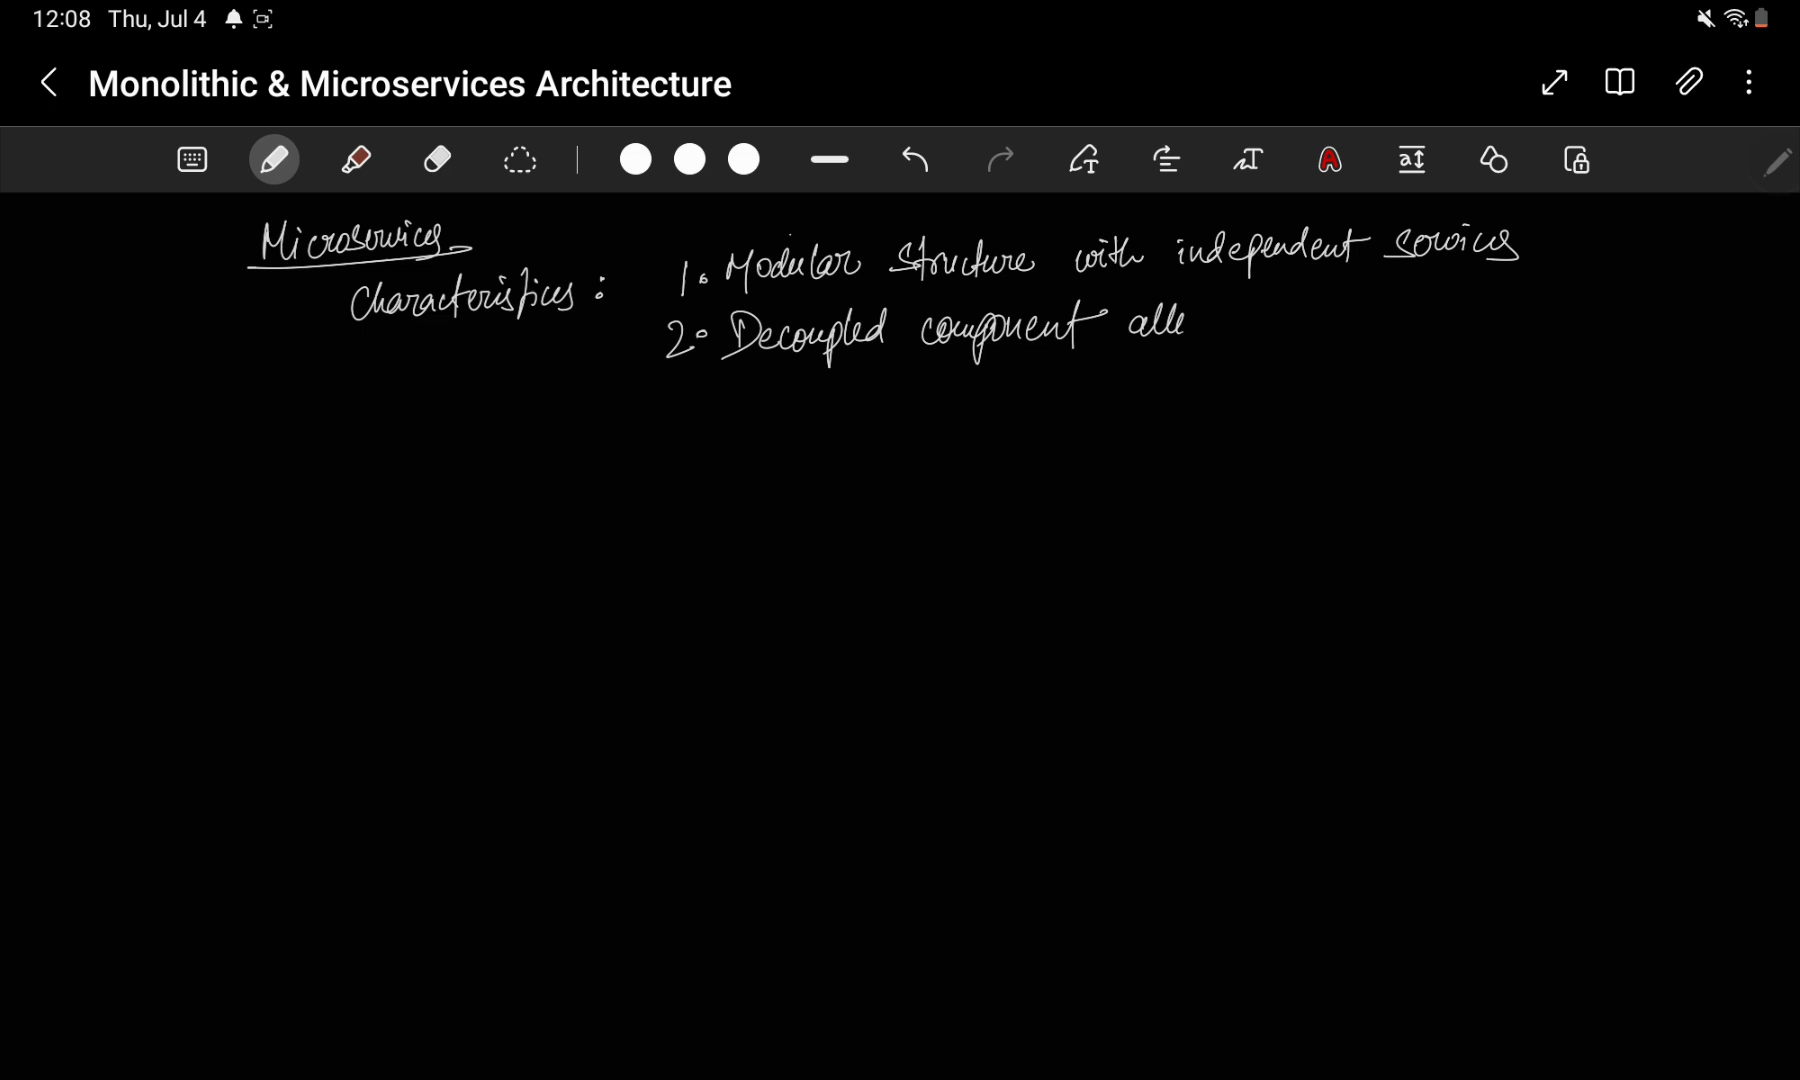 12:08 Thu, Jul 4
Monolithic & Microservices Architecture
Microservices
Characteristics : 1. Modular Structure with independent services
2. Decoupled component alle